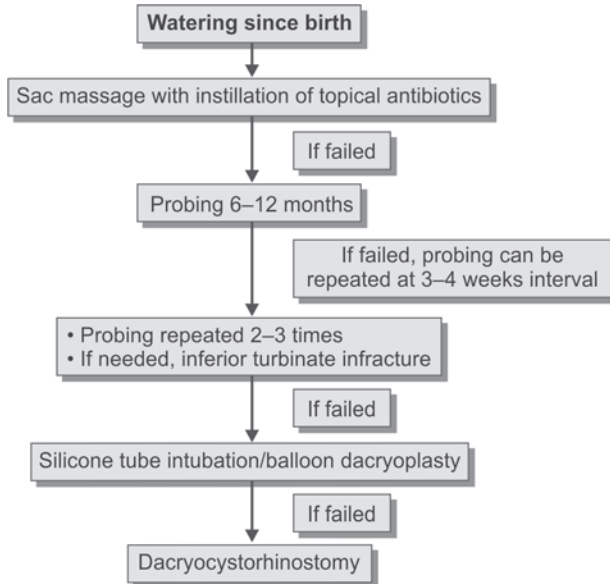 Watering since birth
Sac massage with instillation of topical antibiotics
If failed
Probing 6–12 months
If failed, probing can be
repeated at 3–4 weeks interval
• Probing repeated 2–3 times
• If needed, inferior turbinate infracture
If failed
Silicone tube intubation/balloon dacryoplasty
If failed
Dacryocystorhinostomy